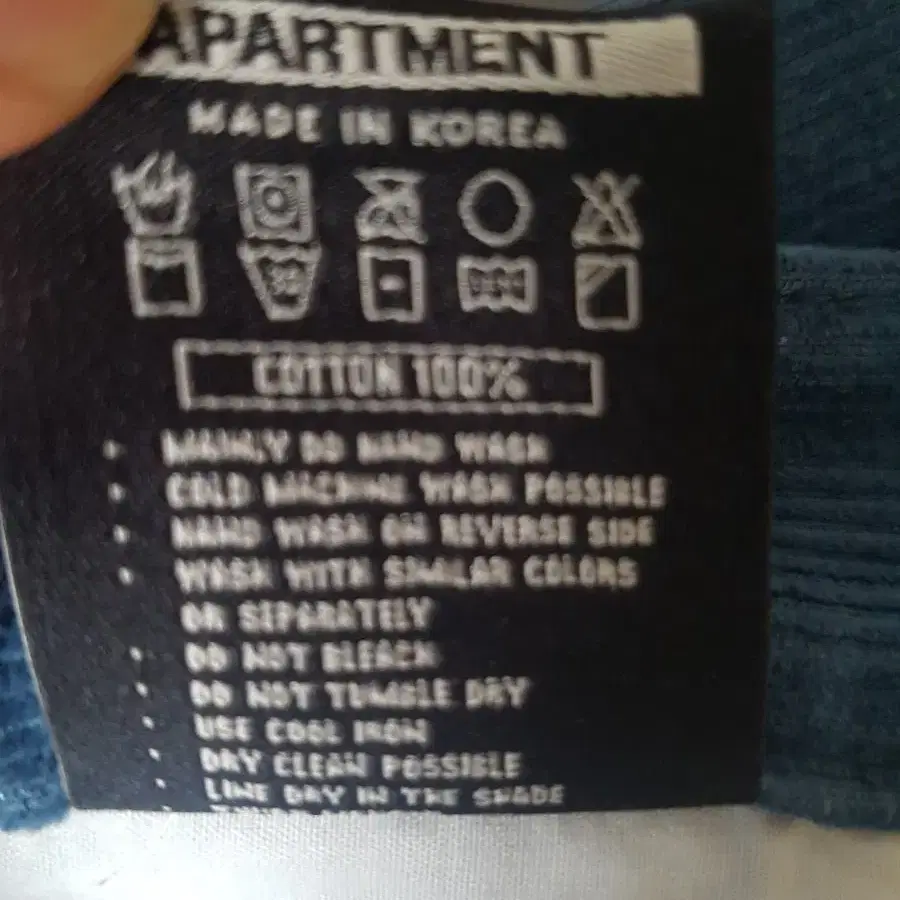 APARTMENT
MADE IN KOREA
COTTON 100%
• MAINLY DO HAND WASH
• COLD MACHINE WASH POSSIBLE
• HAND WASH ON REVERSE SIDE
• WASH WITH SIMILAR COLORS
OR SEPARATELY
• DO NOT BLEACH
• DO NOT TUMBLE DRY
• USE COOL IRON
• DRY CLEAN POSSIBLE
• LINE DRY IN THE SHADE